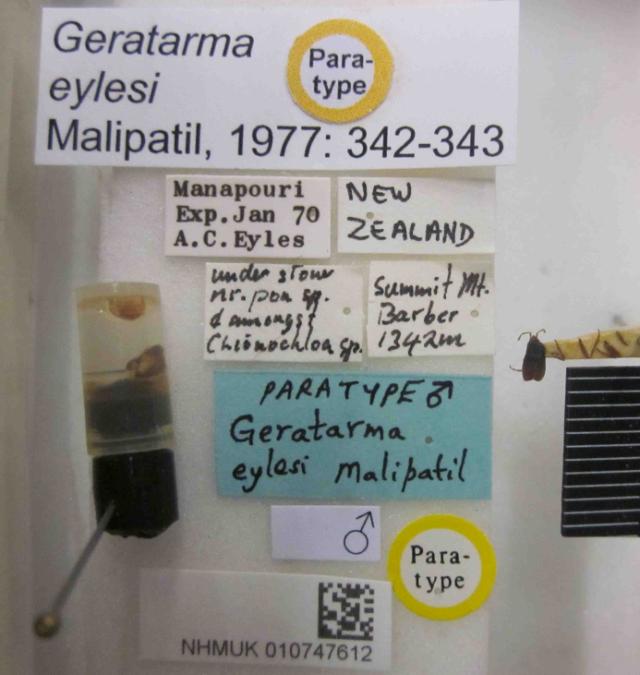 Geratarma
eylesi
Malipatil, 1977: 342-343
Para-
type
Manapouri
Exp.Jan 70
A.C.Eyles
NEW
ZEALAND
under stone
nr. poa sp.
& amongst
Chionochloa sp.
Summit Mt.
Barber
1342m
PARATYPE ♂
Geratarma
eylesi Malipatil
♂
Para-
type
NHMUK 010747612